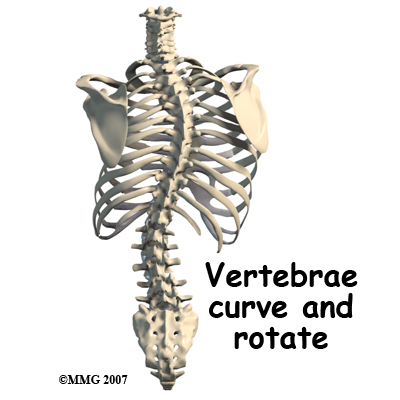 Vertebrae
curve and
rotate
©MMG 2007